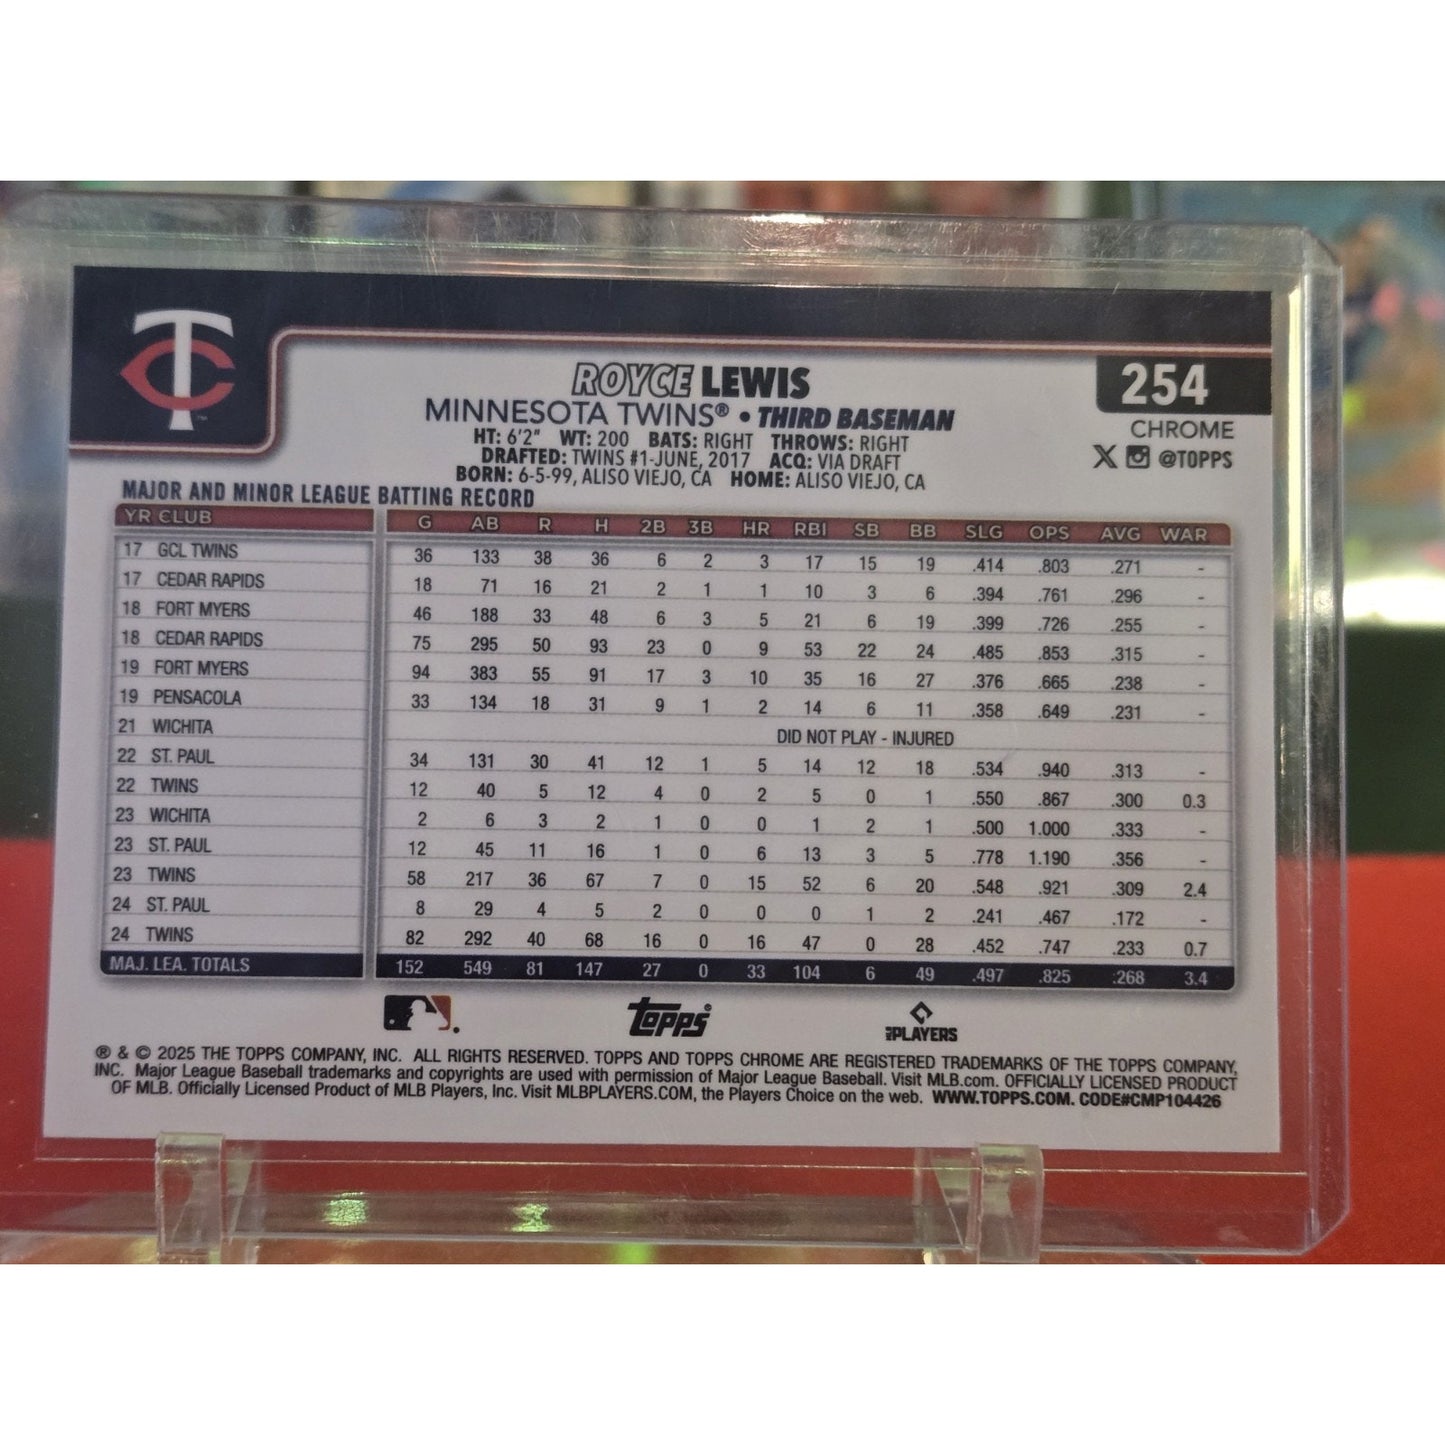 TC
ROYCE LEWIS
254
MINNESOTA TWINS® • THIRD BASEMAN
CHROME
HT: 6'2" WT: 200 BATS: RIGHT THROWS: RIGHT
DRAFTED: TWINS #1-JUNE, 2017 ACQ: VIA DRAFT
X @TOPPS
BORN: 6-5-99, ALISO VIEJO, CA HOME: ALISO VIEJO, CA
MAJOR AND MINOR LEAGUE BATTING RECORD
YR CLUB G AB R H 2B 3B HR RBI SB BB SLG OPS AVG WAR
17 GCL TWINS 36 133 38 36 6 2 3 17 15 19 .414 .803 .271 -
17 CEDAR RAPIDS 18 71 16 21 2 1 1 10 3 6 .394 .761 .296 -
18 FORT MYERS 46 188 33 48 6 3 5 21 6 19 .399 .726 .255 -
18 CEDAR RAPIDS 75 295 50 93 23 0 9 53 22 24 .485 .853 .315 -
19 FORT MYERS 94 383 55 91 17 3 10 35 16 27 .376 .665 .238 -
19 PENSACOLA 33 134 18 31 9 1 2 14 6 11 .358 .649 .231 -
21 WICHITA DID NOT PLAY - INJURED
22 ST. PAUL 34 131 30 41 12 1 5 14 12 18 .534 .940 .313 -
22 TWINS 12 40 5 12 4 0 2 5 0 1 .550 .867 .300 0.3
23 WICHITA 2 6 3 2 1 0 0 1 2 1 .500 1.000 .333 -
23 ST. PAUL 12 45 11 16 1 0 6 13 3 5 .778 1.190 .356 -
23 TWINS 58 217 36 67 7 0 15 52 6 20 .548 .921 .309 2.4
24 ST. PAUL 8 29 4 5 2 0 0 0 1 2 .241 .467 .172 -
24 TWINS 82 292 40 68 16 0 16 47 0 28 .452 .747 .233 0.7
MAJ. LEA. TOTALS 152 549 81 147 27 0 33 104 6 49 .497 .825 .268 3.4
Topps® PLAYERS
® & © 2025 THE TOPPS COMPANY, INC. ALL RIGHTS RESERVED. TOPPS AND TOPPS CHROME ARE REGISTERED TRADEMARKS OF THE TOPPS COMPANY,
INC. Major League Baseball trademarks and copyrights are used with permission of Major League Baseball. Visit MLB.com. OFFICIALLY LICENSED PRODUCT
OF MLB. Officially Licensed Product of MLB Players, Inc. Visit MLBPLAYERS.COM, the Players Choice on the web. WWW.TOPPS.COM. CODE#CMP104426